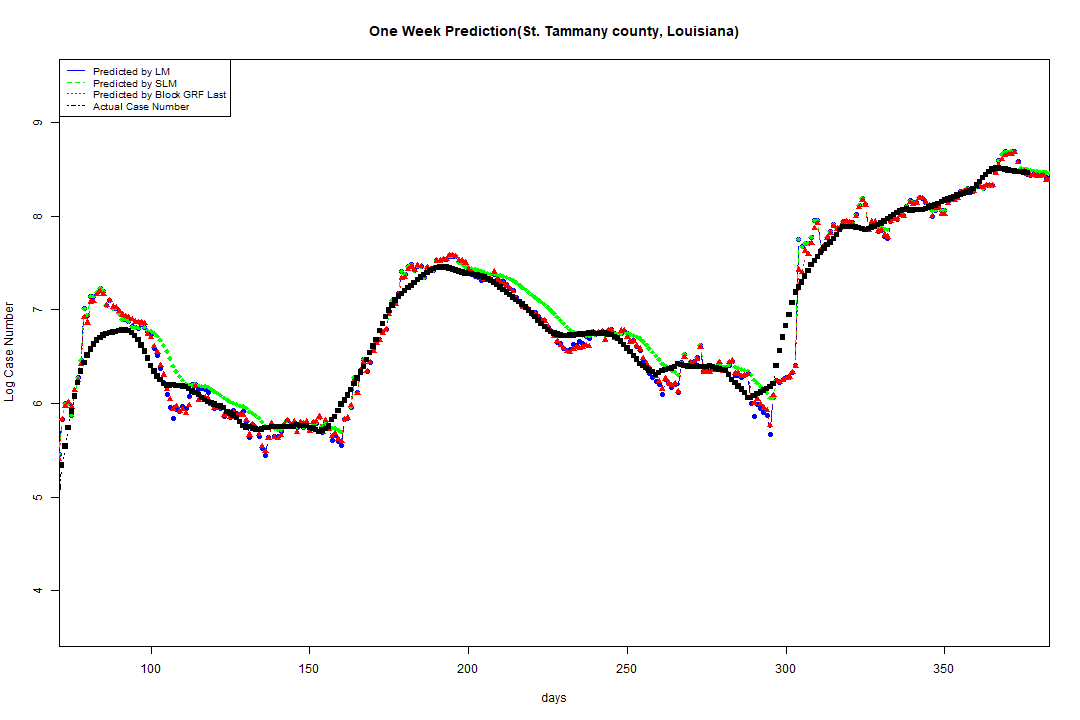 One Week Prediction(St. Tammany county, Louisiana)
Predicted by LM
Predicted by SLM
Predicted by Block GRF Last
Actual Case Number
Log Case Number
9
8
7
6
5
4
100 150 200 250 300 350
days